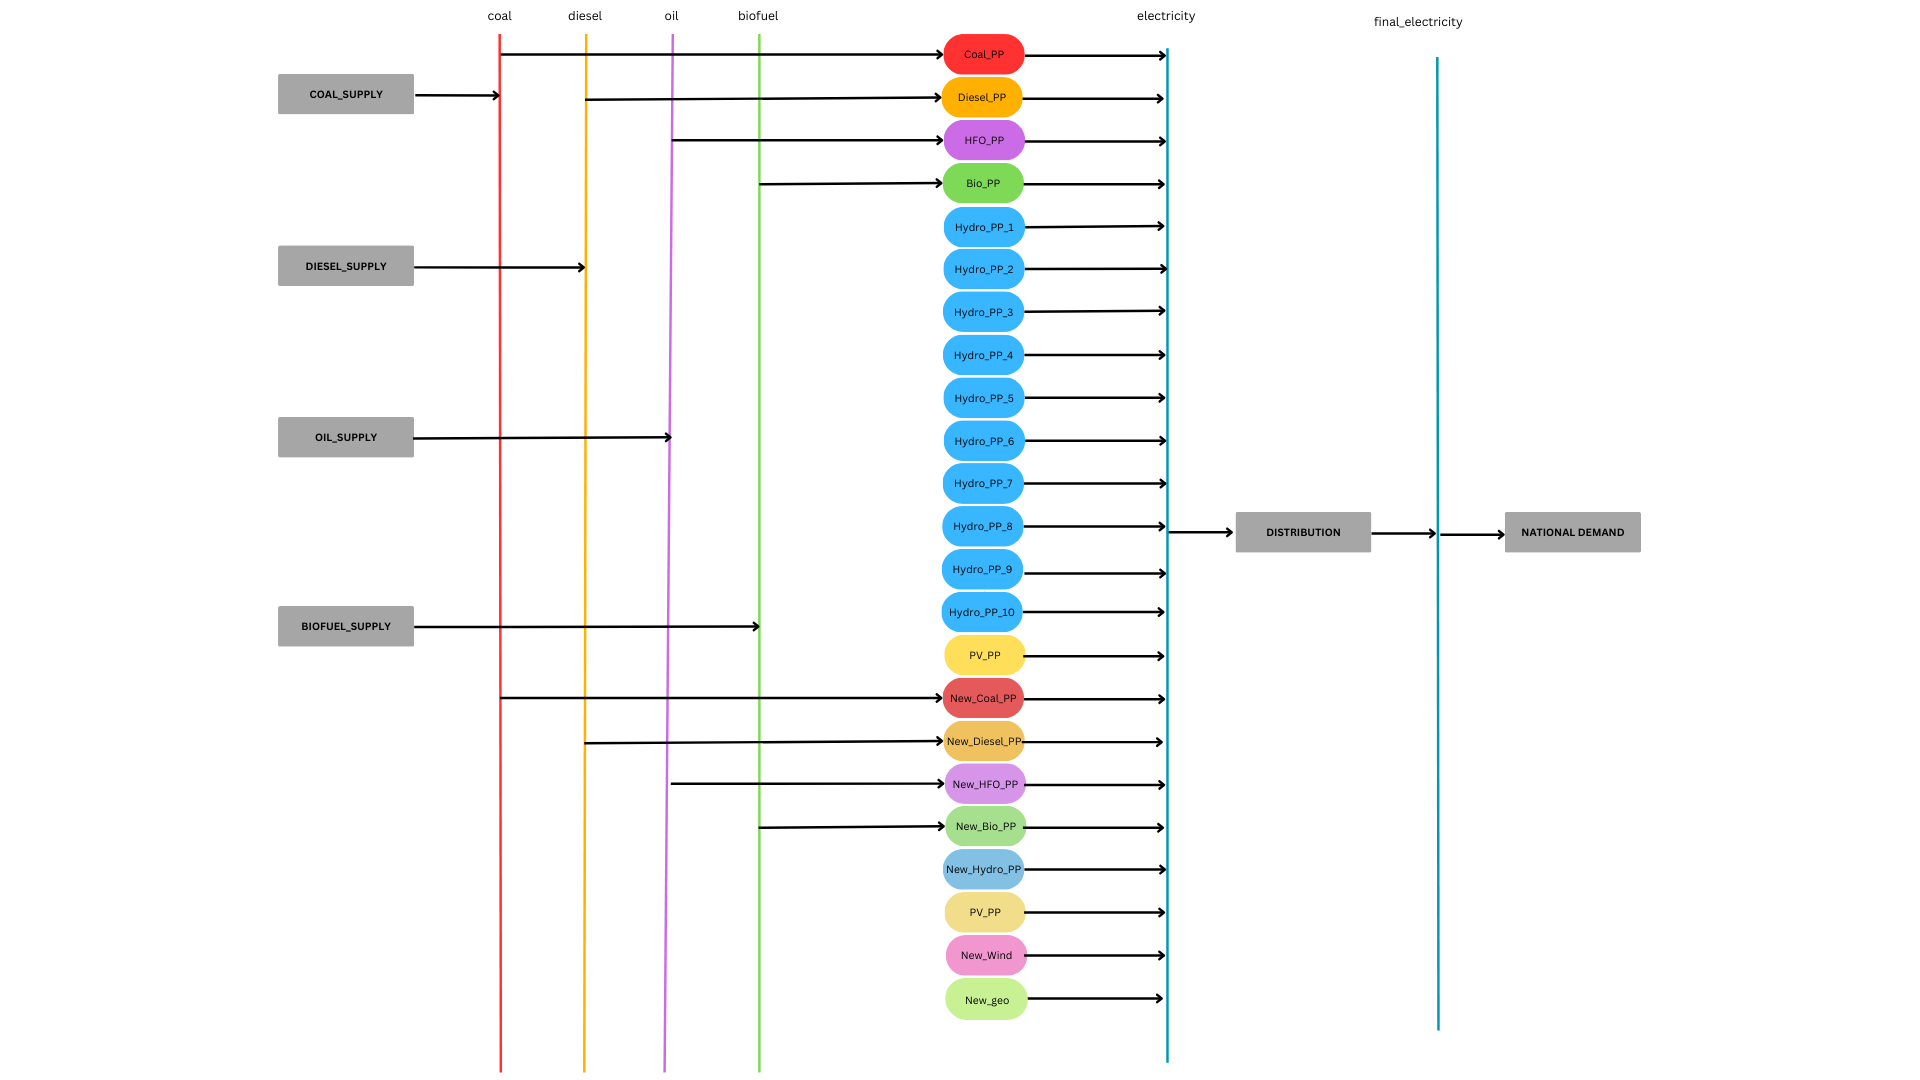 coal
diesel
oil
biofuel
electricity
final_electricity
COAL_SUPPLY
DIESEL_SUPPLY
OIL_SUPPLY
BIOFUEL_SUPPLY
Coal_PP
Diesel_PP
HFO_PP
Bio_PP
Hydro_PP_1
Hydro_PP_2
Hydro_PP_3
Hydro_PP_4
Hydro_PP_5
Hydro_PP_6
Hydro_PP_7
Hydro_PP_8
Hydro_PP_9
Hydro_PP_10
PV_PP
New_Coal_PP
New_Diesel_PP
New_HFO_PP
New_Bio_PP
New_Hydro_PP
PV_PP
New_Wind
New_geo
DISTRIBUTION
NATIONAL DEMAND